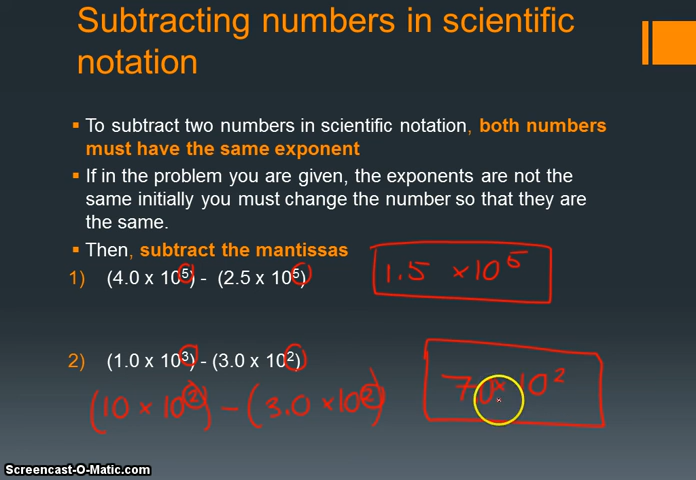 Subtracting numbers in scientific
notation
▪ To subtract two numbers in scientific notation, both numbers
must have the same exponent
▪ If in the problem you are given, the exponents are not the
same initially you must change the number so that they are
the same.
▪ Then, subtract the mantissas
1) (4.0 x 10⁵) - (2.5 x 10⁵)
1.5 x 10⁵
2) (1.0 x 10³) - (3.0 x 10²)
(10 x 10²) - (3.0 x 10²)
7.0 x 10²
Screencast-O-Matic.com